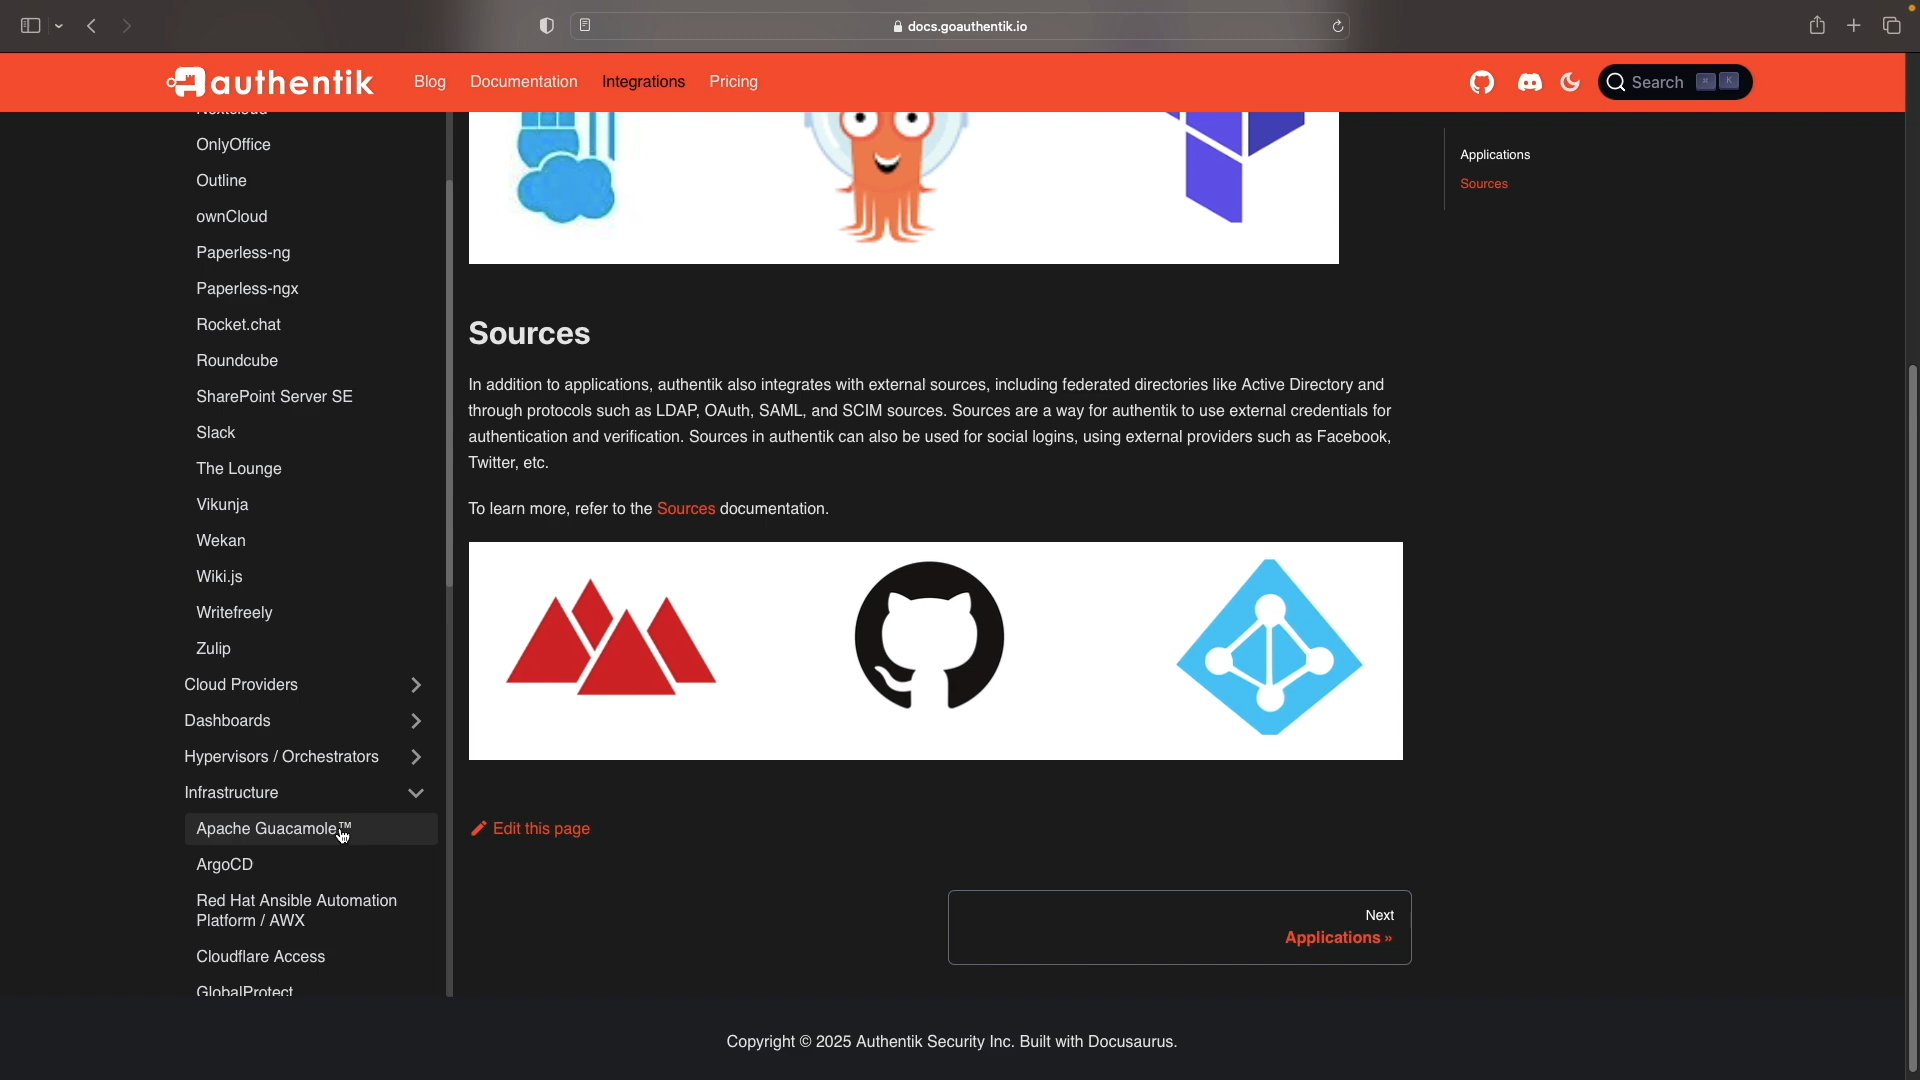 docs.goauthentik.io
authentik
Blog
Documentation
Integrations
Pricing
Search
K
Nextcloud
OnlyOffice
Outline
ownCloud
Paperless-ng
Paperless-ngx
Rocket.chat
Roundcube
SharePoint Server SE
Slack
The Lounge
Vikunja
Wekan
Wiki.js
Writefreely
Zulip
Cloud Providers
Dashboards
Hypervisors / Orchestrators
Infrastructure
Apache Guacamole™
ArgoCD
Red Hat Ansible Automation
Platform / AWX
Cloudflare Access
GlobalProtect
Sources
In addition to applications, authentik also integrates with external sources, including federated directories like Active Directory and
through protocols such as LDAP, OAuth, SAML, and SCIM sources. Sources are a way for authentik to use external credentials for
authentication and verification. Sources in authentik can also be used for social logins, using external providers such as Facebook,
Twitter, etc.
To learn more, refer to the Sources documentation.
Edit this page
Next
Applications »
Applications
Sources
Copyright © 2025 Authentik Security Inc. Built with Docusaurus.